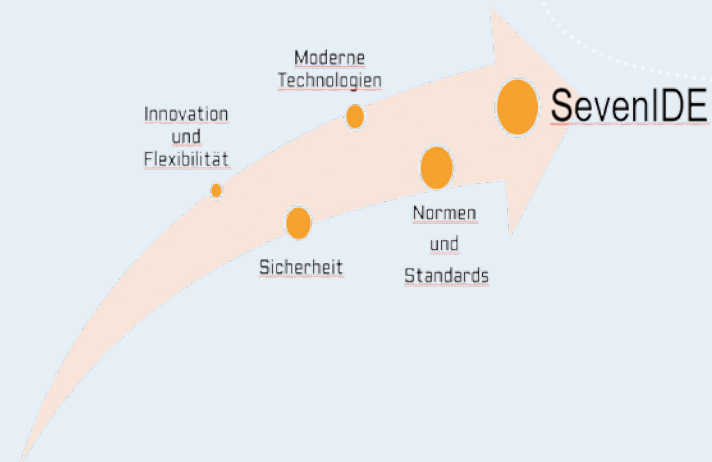 Moderne
Technologien
SevenIDE
Innovation
und
Flexibilität
Normen
und
Standards
Sicherheit